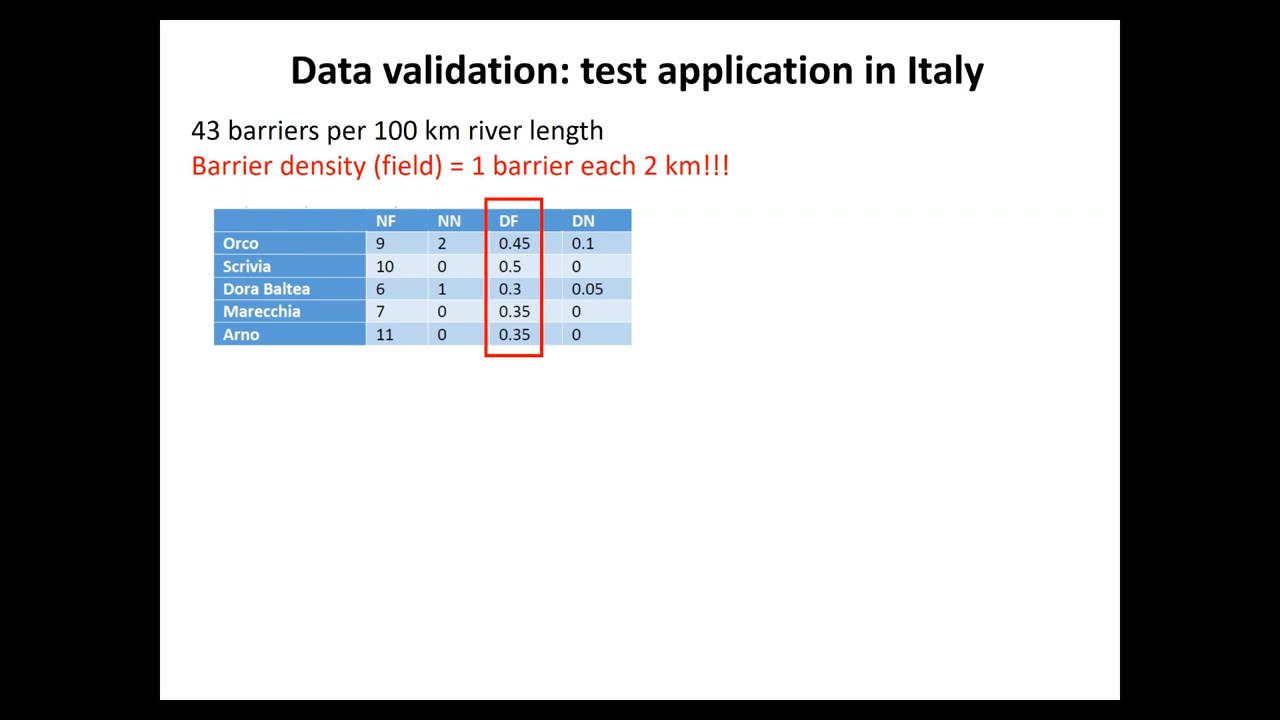 Data validation: test application in Italy
43 barriers per 100 km river length
Barrier density (field) = 1 barrier each 2 km!!!
NF NN DF DN
Orco 9 2 0.45 0.1
Scrivia 10 0 0.5 0
Dora Baltea 6 1 0.3 0.05
Marecchia 7 0 0.35 0
Arno 11 0 0.35 0